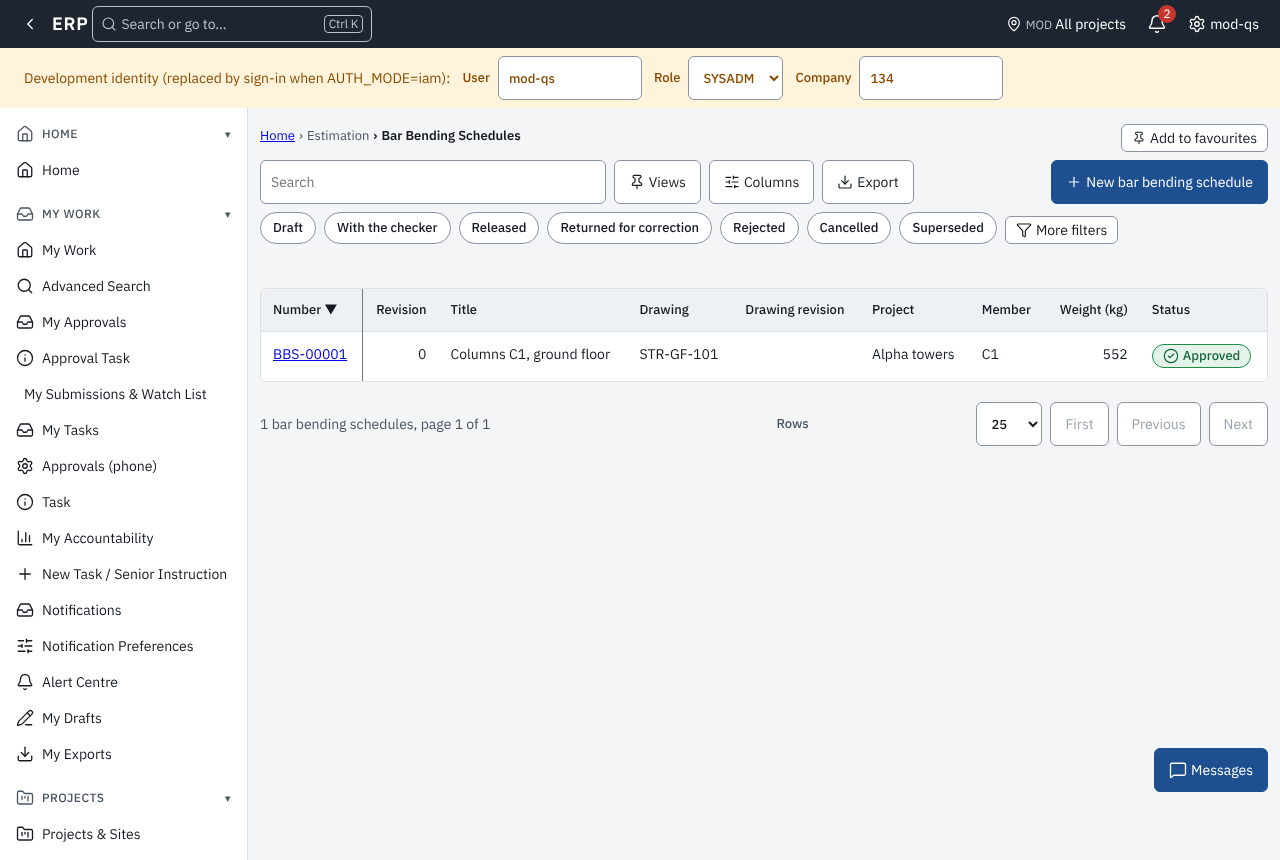 ERP
Search or go to...
Ctrl K
MOD All projects
2
mod-qs
Development identity (replaced by sign-in when AUTH_MODE=iam):
User
mod-qs
Role
SYSADM
Company
134
HOME
Home
MY WORK
My Work
Advanced Search
My Approvals
Approval Task
My Submissions & Watch List
My Tasks
Approvals (phone)
Task
My Accountability
New Task / Senior Instruction
Notifications
Notification Preferences
Alert Centre
My Drafts
My Exports
PROJECTS
Projects & Sites
Home › Estimation › Bar Bending Schedules
Add to favourites
Search
Views
Columns
Export
New bar bending schedule
Draft
With the checker
Released
Returned for correction
Rejected
Cancelled
Superseded
More filters
Number ▼ Revision Title Drawing Drawing revision Project Member Weight (kg) Status
BBS-00001 0 Columns C1, ground floor STR-GF-101 Alpha towers C1 552 Approved
1 bar bending schedules, page 1 of 1
Rows
25
First
Previous
Next
Messages